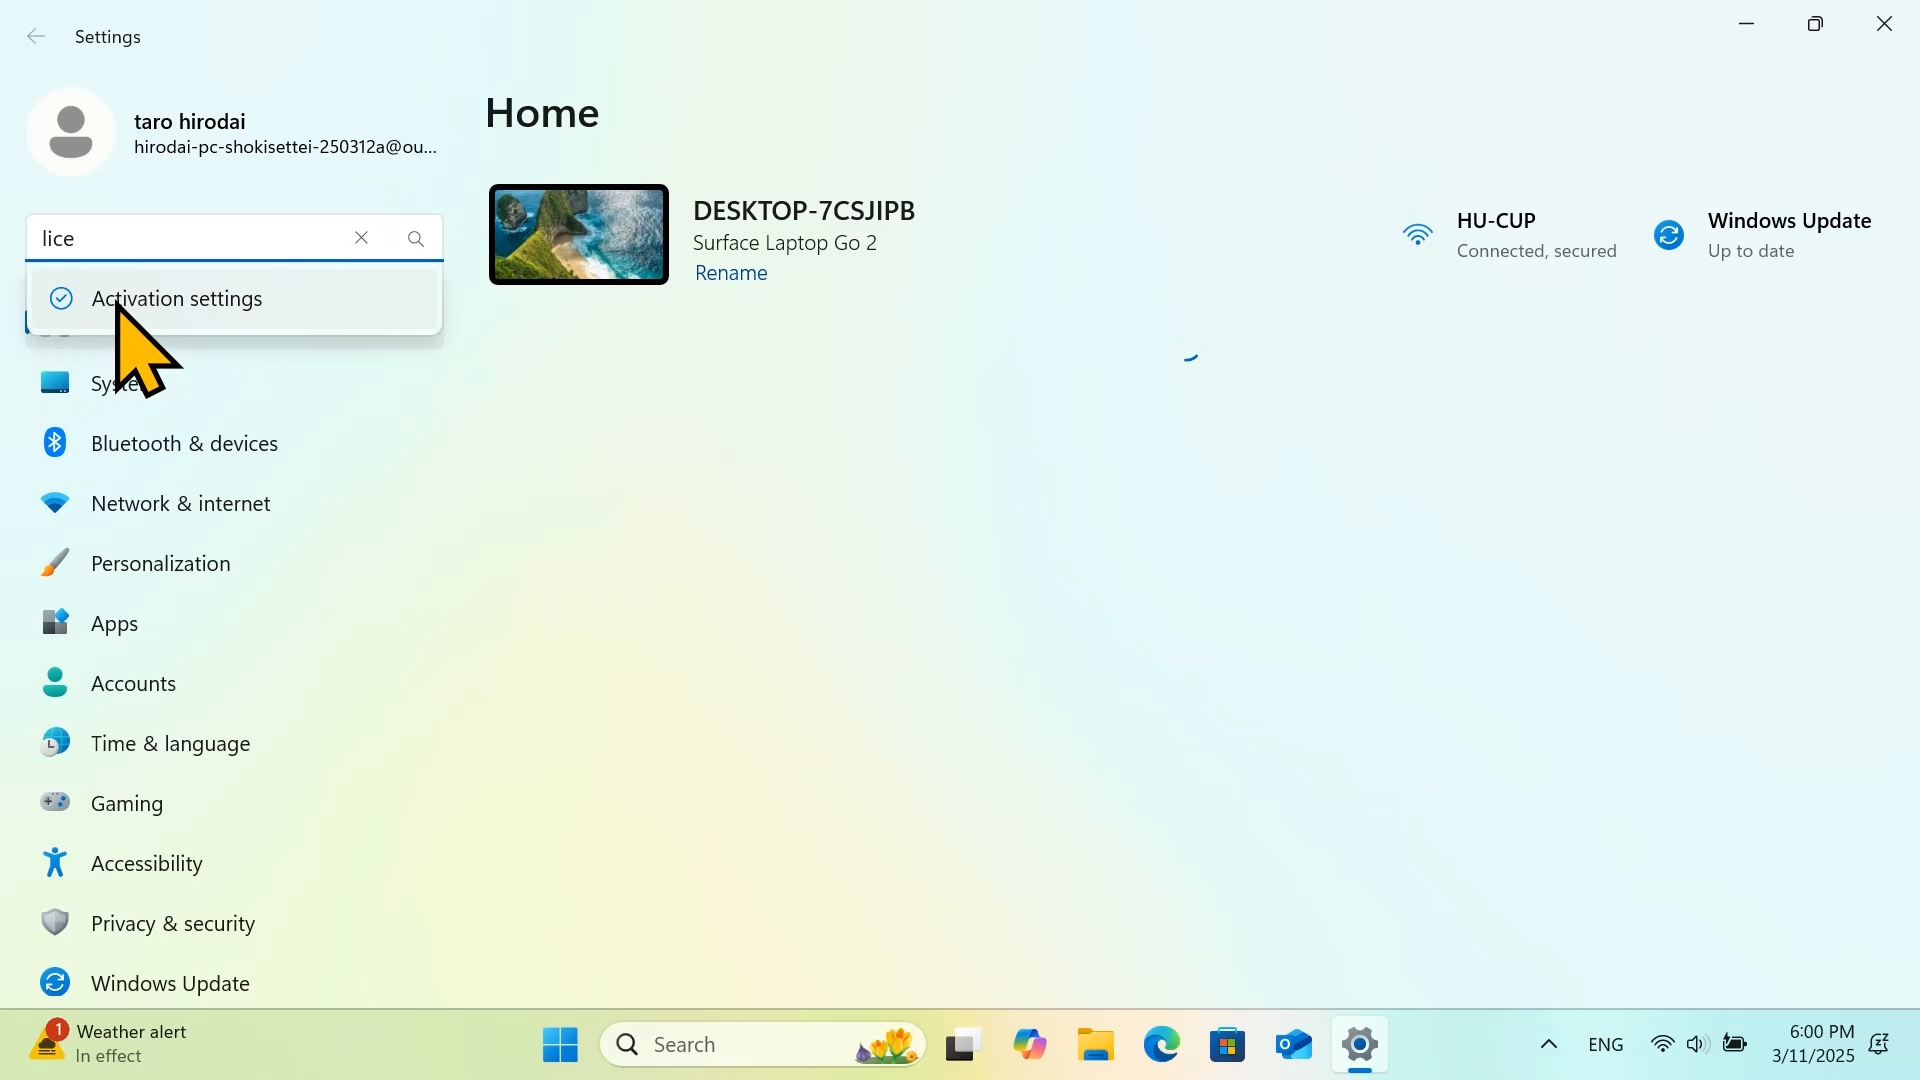 Settings
taro hirodai
hirodai-pc-shokisettei-250312a@ou...
lice
Activation settings
Home
DESKTOP-7CSJIPB
Surface Laptop Go 2
Rename
HU-CUP
Connected, secured
Windows Update
Up to date
Syste
Bluetooth & devices
Network & internet
Personalization
Apps
Accounts
Time & language
Gaming
Accessibility
Privacy & security
Windows Update
1
Weather alert
In effect
Search
ENG
6:00 PM
3/11/2025